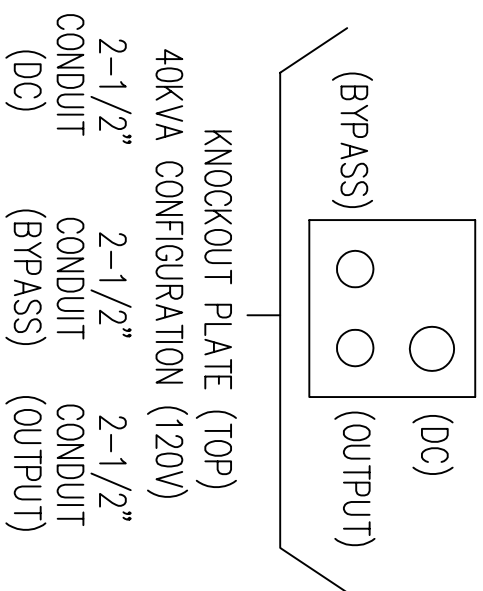 (DC)
(BYPASS) (OUTPUT)
KNOCKOUT PLATE (TOP)
40KVA CONFIGURATION (120V)
2-1/2" 2-1/2" 2-1/2"
CONDUIT CONDUIT CONDUIT
(DC) (BYPASS) (OUTPUT)